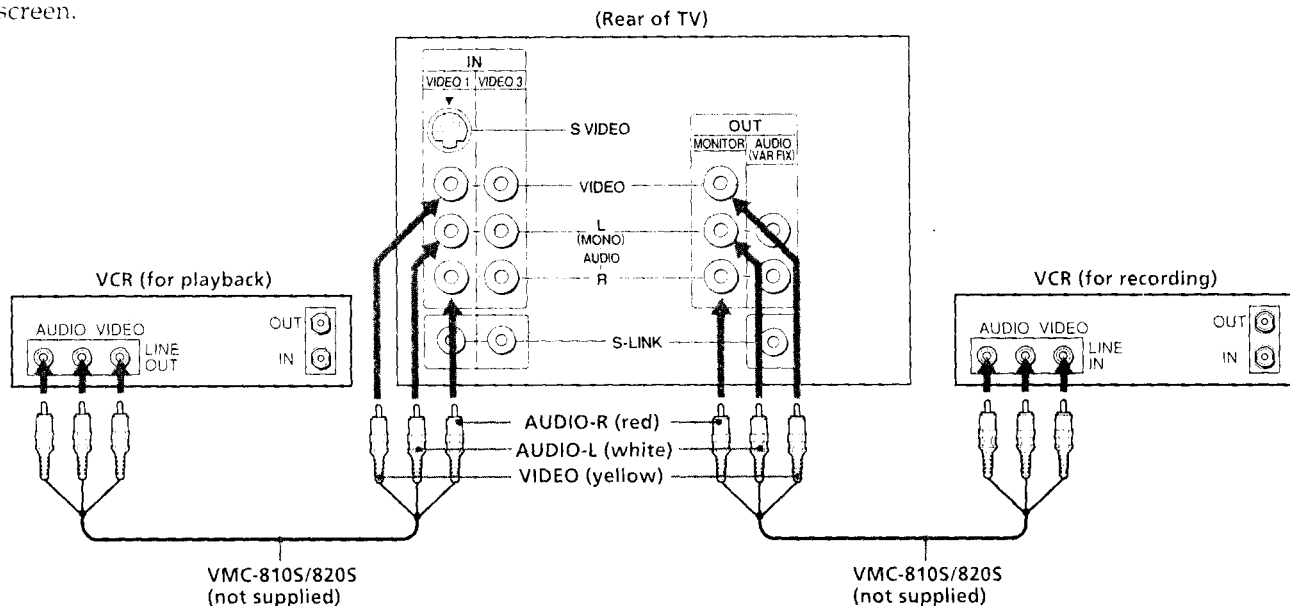 screen.
(Rear of TV)
IN
VIDEO 1 VIDEO 3
S VIDEO
OUT
MONITOR AUDIO (VAR FIX)
VIDEO
L
(MONO)
AUDIO
R
S-LINK
VCR (for playback)
AUDIO VIDEO
LINE OUT
OUT
IN
VCR (for recording)
AUDIO VIDEO
LINE IN
OUT
IN
AUDIO-R (red)
AUDIO-L (white)
VIDEO (yellow)
VMC-810S/820S
(not supplied)
VMC-810S/820S
(not supplied)